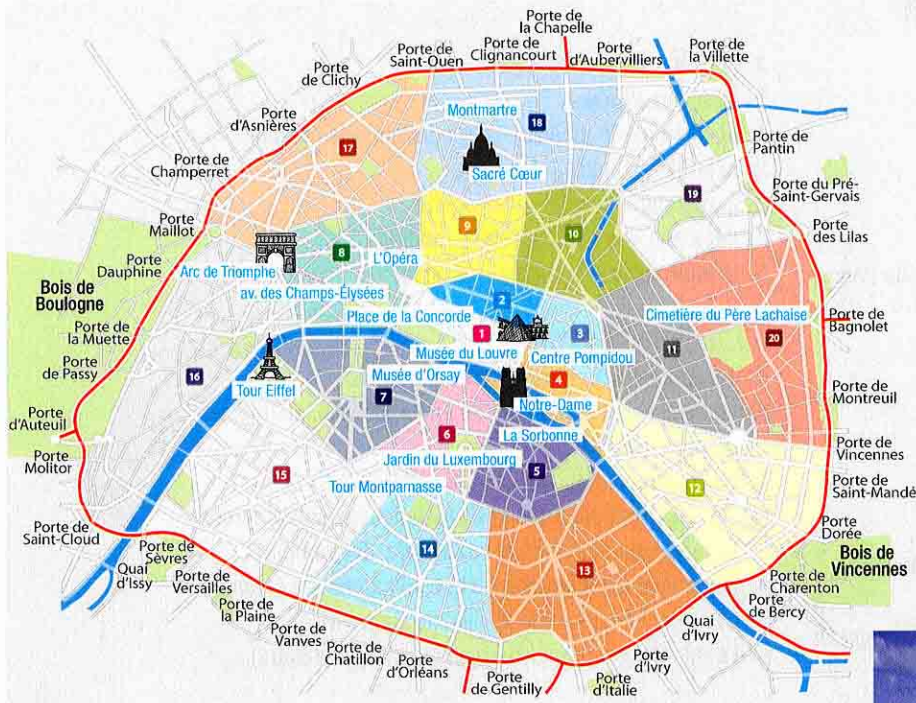 Porte de
la Chapelle
Porte de
Clignancourt
Porte
d'Aubervilliers
Porte de
la Villette
Porte de
Saint-Ouen
Porte
de Clichy
Porte
d'Asnières
Porte de
Champerret
Porte
Maillot
Porte
Dauphine
Bois de
Boulogne
Porte de
la Muette
Porte de
Passy
Porte
d'Auteuil
Porte
Molitor
Porte de
Saint-Cloud
Quai
d'Issy
Porte de
Sèvres
Porte de
Versailles
Porte de
la Plaine
Porte de
Vanves
Porte de
Chatillon
Porte
d'Orléans
Porte
de Gentilly
Porte
d'Italie
Porte
d'Ivry
Quai
d'Ivry
Porte
de Bercy
Porte de
Charenton
Bois de
Vincennes
Porte
Dorée
Porte de
Saint-Mandé
Porte de
Vincennes
Porte de
Montreuil
Porte de
Bagnolet
Porte
des Lilas
Porte du Pré-
Saint-Gervais
Porte de
Pantin
Montmartre
18
Sacré Cœur
17
19
9
10
8
L'Opéra
Arc de Triomphe
av. des Champs-Élysées
2
Place de la Concorde
1
3
Cimetière du Père Lachaise
11
20
Musée du Louvre
Centre Pompidou
16
Tour Eiffel
Musée d'Orsay
4
7
Notre-Dame
6
La Sorbonne
Jardin du Luxembourg
5
15
Tour Montparnasse
12
14
13